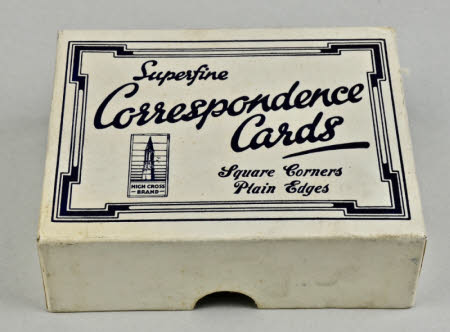 Superfine
Correspondence
Cards
HIGH CROSS
BRAND
Square Corners
Plain Edges